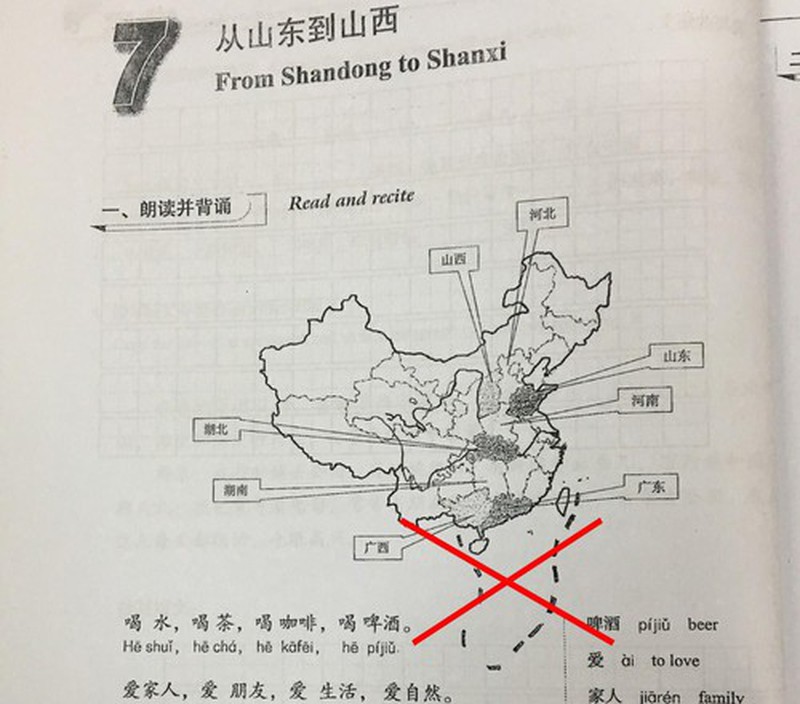 7
从山东到山西
From Shandong to Shanxi
一、朗读并背诵
Read and recite
河北
山西
山东
河南
湖北
湖南
广东
广西
喝 水，喝 茶，喝 咖啡，喝 啤酒。
Hē shuǐ, hē chá, hē kāfēi, hē píjiǔ.
爱家人，爱 朋友，爱 生活，爱自然。
啤酒 píjiǔ beer
爱 ài to love
家人 jiārén family